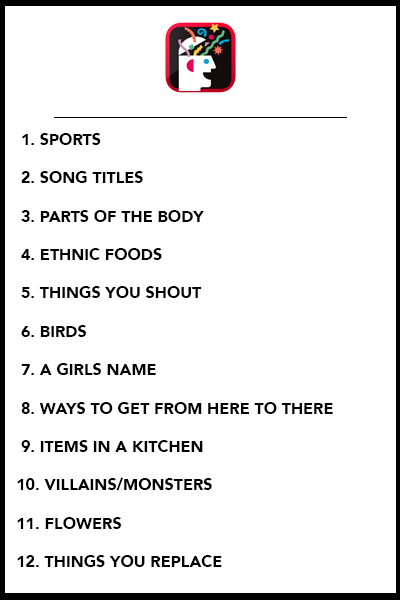 1. SPORTS
2. SONG TITLES
3. PARTS OF THE BODY
4. ETHNIC FOODS
5. THINGS YOU SHOUT
6. BIRDS
7. A GIRLS NAME
8. WAYS TO GET FROM HERE TO THERE
9. ITEMS IN A KITCHEN
10. VILLAINS/MONSTERS
11. FLOWERS
12. THINGS YOU REPLACE